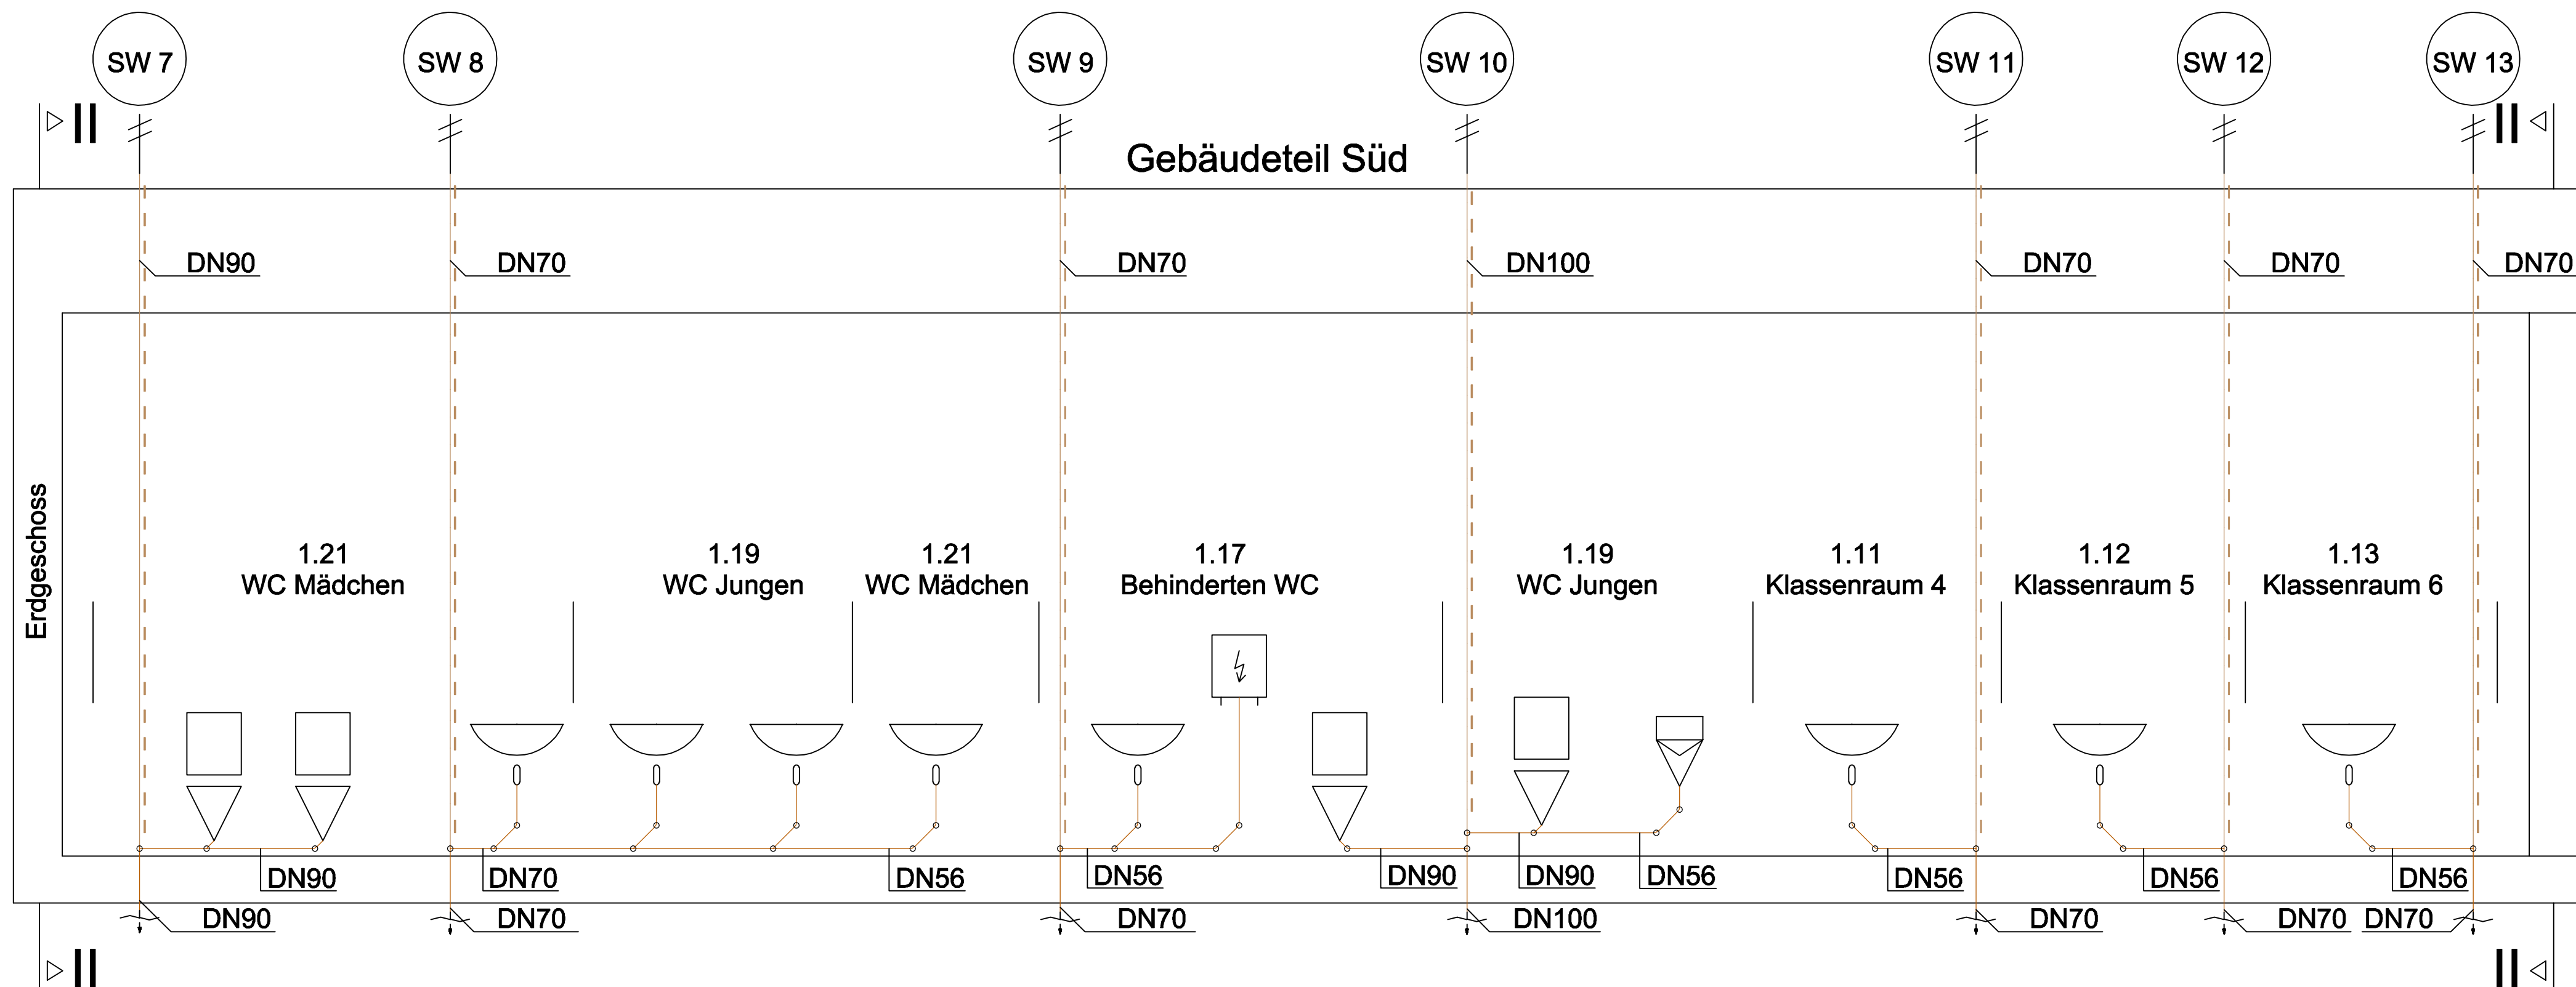 SW 7
SW 8
SW 9
SW 10
SW 11
SW 12
SW 13
Gebäudeteil Süd
DN90
DN70
DN70
DN100
DN70
DN70
DN70
Erdgeschoss
1.21
WC Mädchen
1.19
WC Jungen
1.21
WC Mädchen
1.17
Behinderten WC
1.19
WC Jungen
1.11
Klassenraum 4
1.12
Klassenraum 5
1.13
Klassenraum 6
DN90
DN70
DN56
DN56
DN90
DN90
DN56
DN56
DN56
DN56
DN90
DN70
DN70
DN100
DN70
DN70
DN70